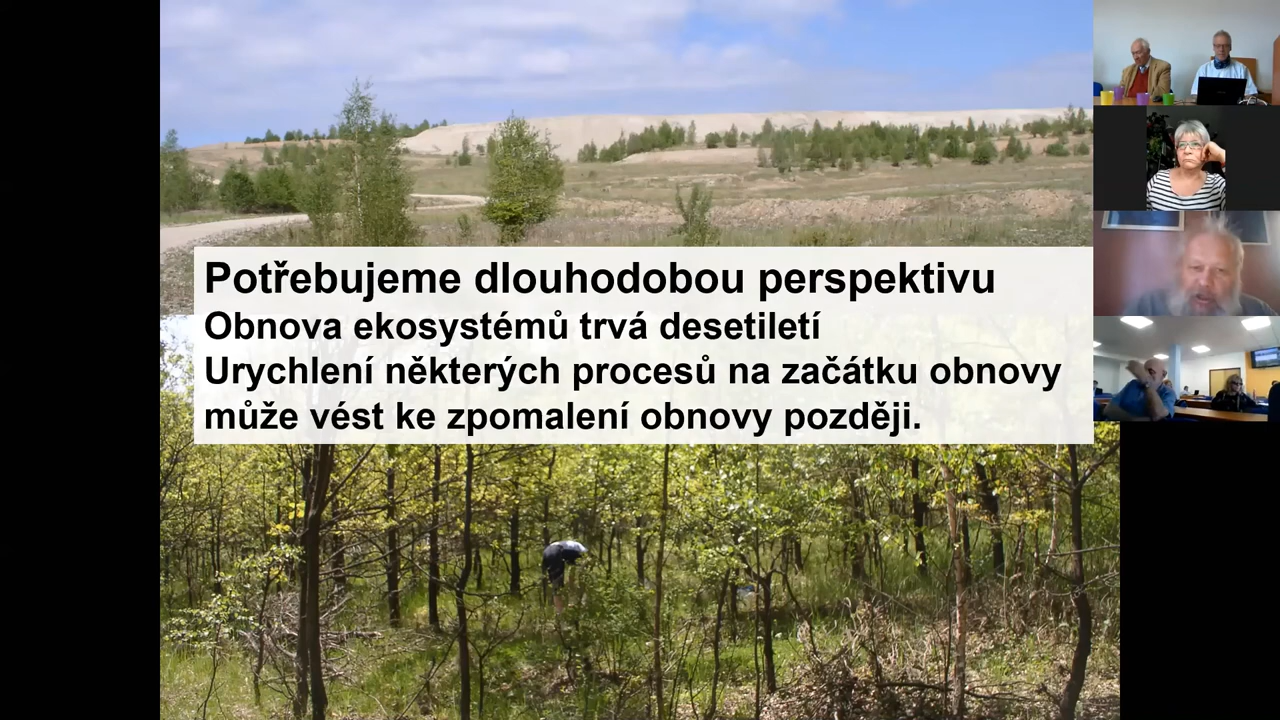 Potřebujeme dlouhodobou perspektivu
Obnova ekosystémů trvá desetiletí
Urychlení některých procesů na začátku obnovy
může vést ke zpomalení obnovy později.